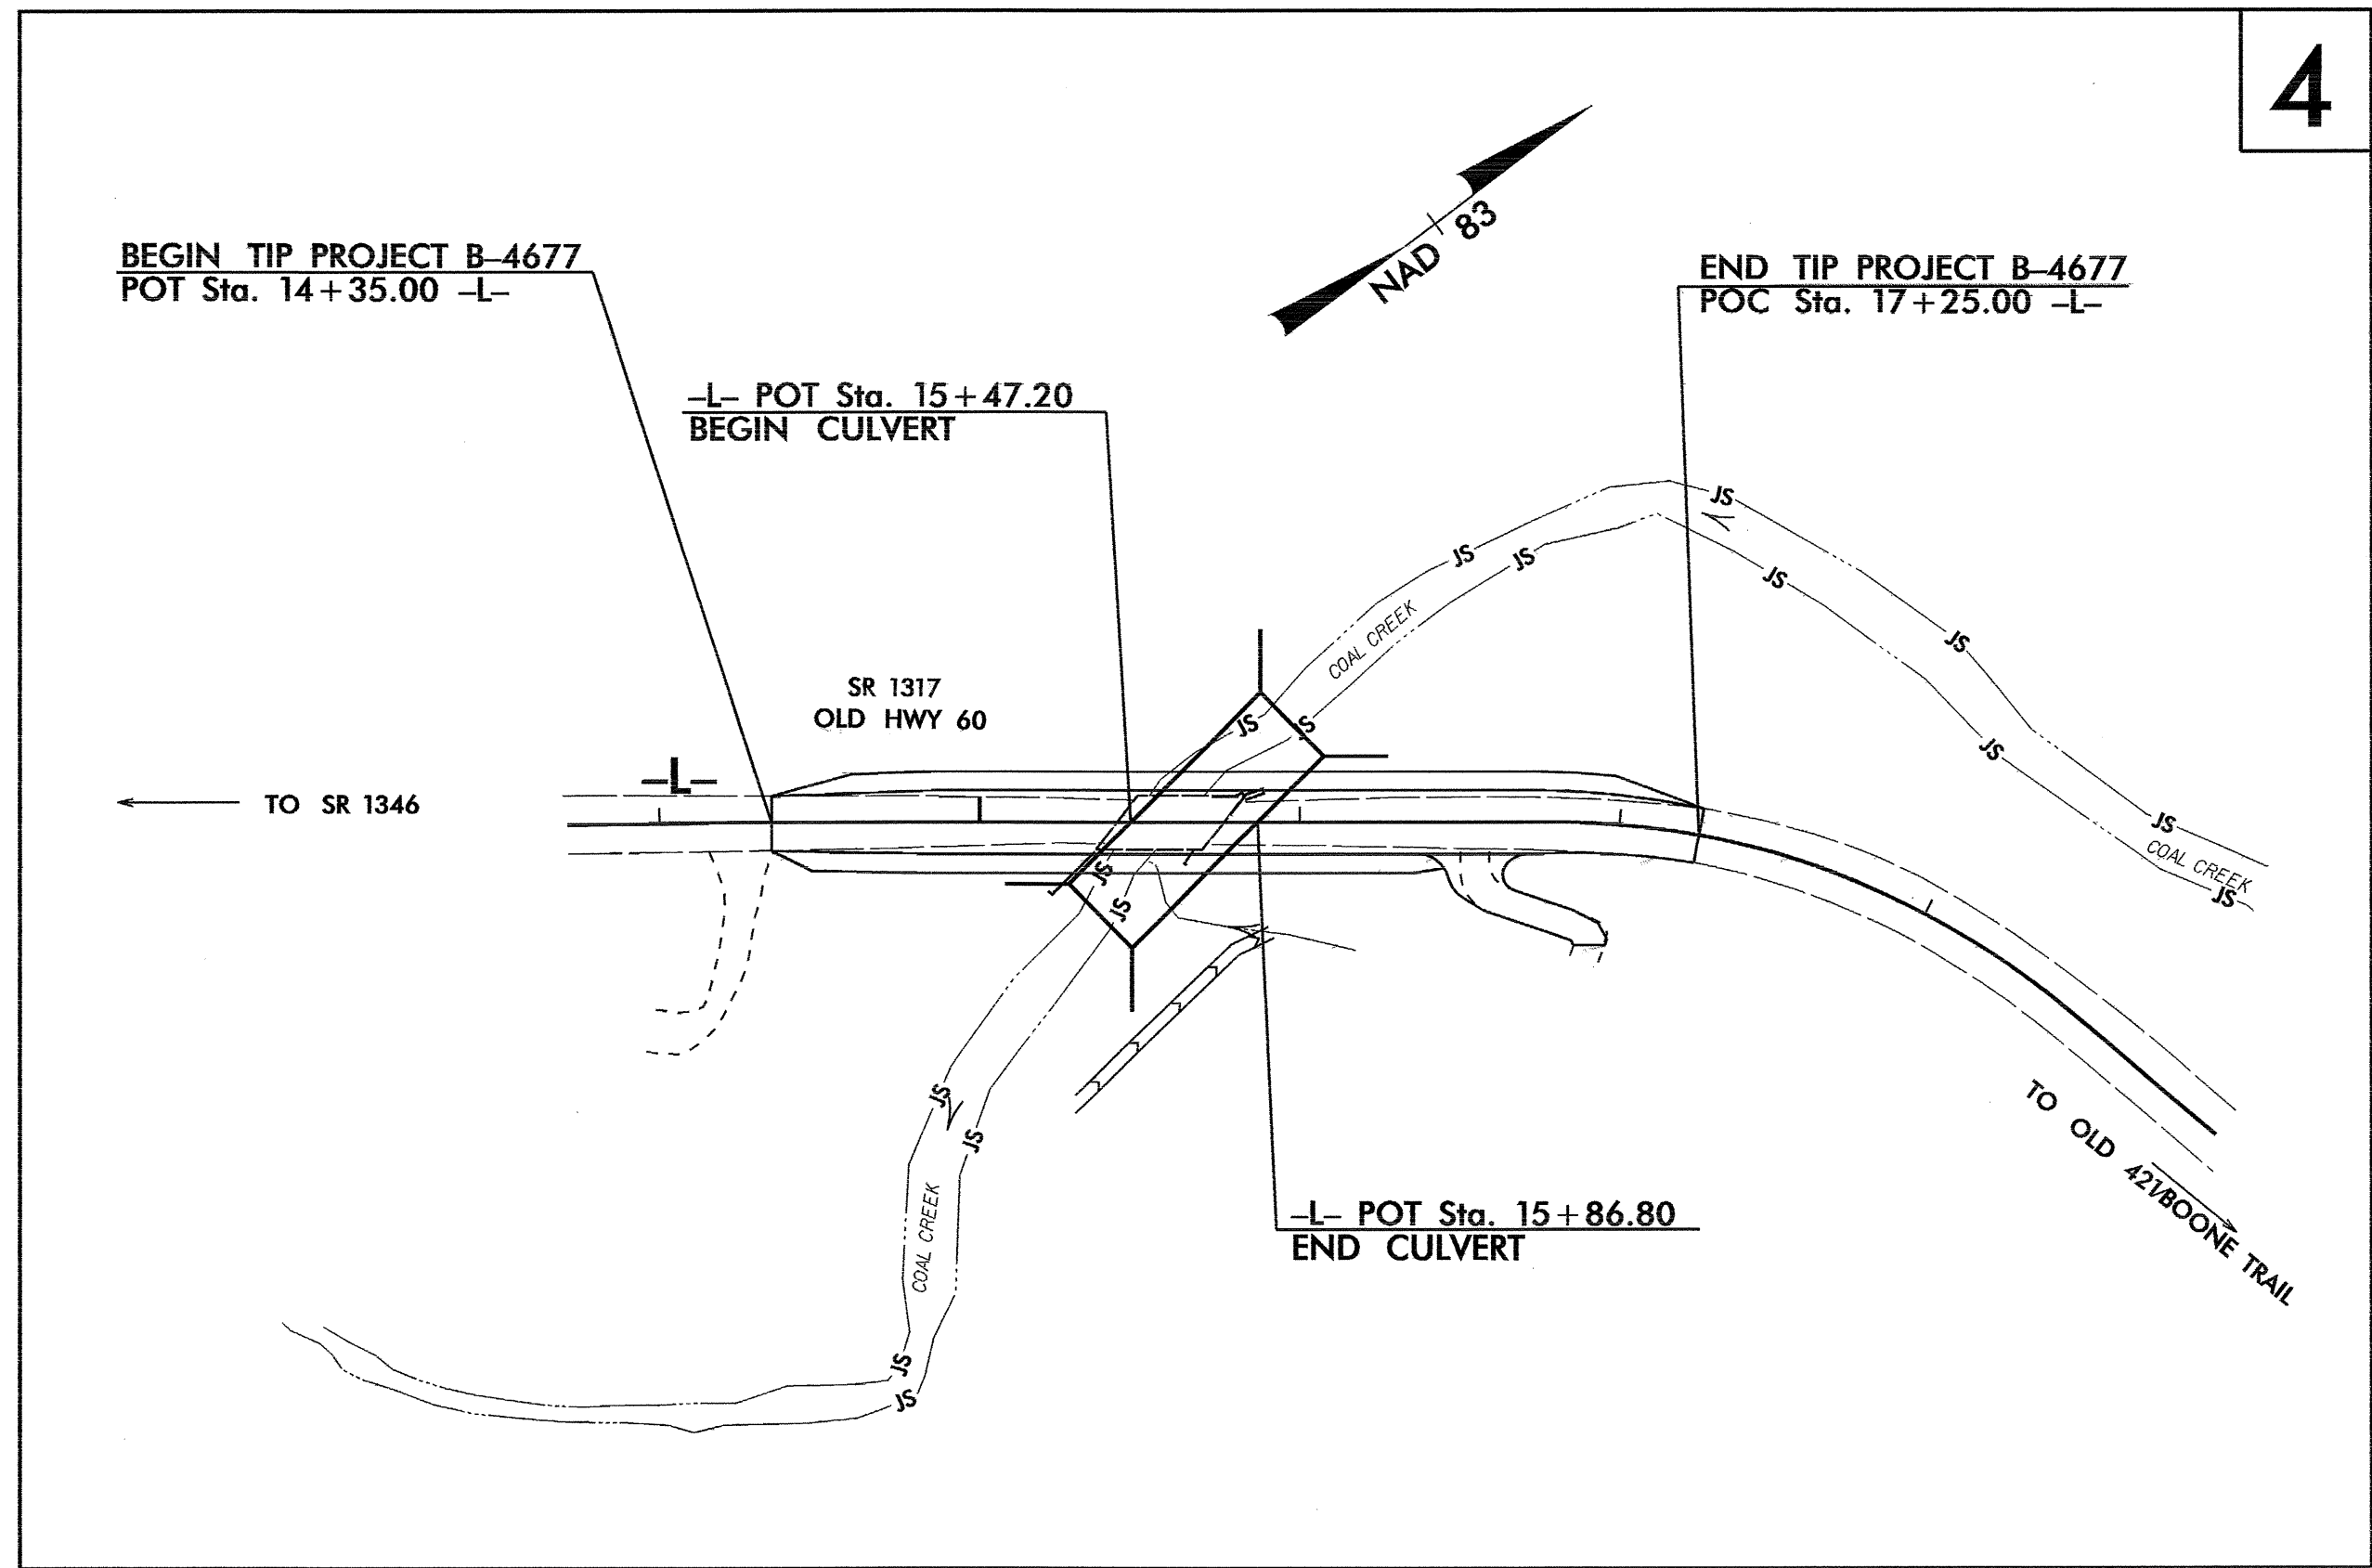 4
NAD 83
BEGIN TIP PROJECT B–4677
POT Sta. 14+35.00 –L–
END TIP PROJECT B–4677
POC Sta. 17+25.00 –L–
–L– POT Sta. 15+47.20
BEGIN CULVERT
JS
JS
JS
JS
COAL CREEK
JS
SR 1317
OLD HWY 60
JS
JS
JS
–L–
TO SR 1346
JS
COAL CREEK
JS
JS
JS
JS
JS
TO OLD 421/BOONE TRAIL
COAL CREEK
–L– POT Sta. 15+86.80
END CULVERT
JS
JS